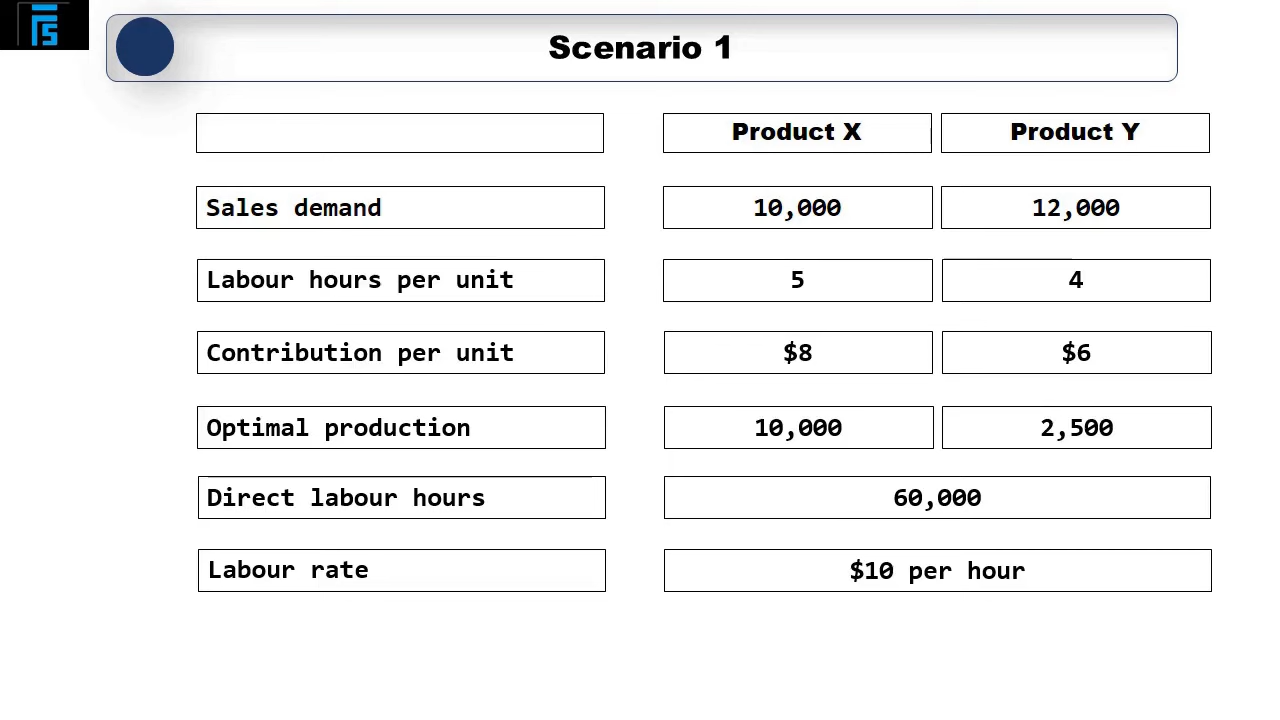 Scenario 1
Product X Product Y
Sales demand 10,000 12,000
Labour hours per unit 5 4
Contribution per unit $8 $6
Optimal production 10,000 2,500
Direct labour hours 60,000
Labour rate $10 per hour